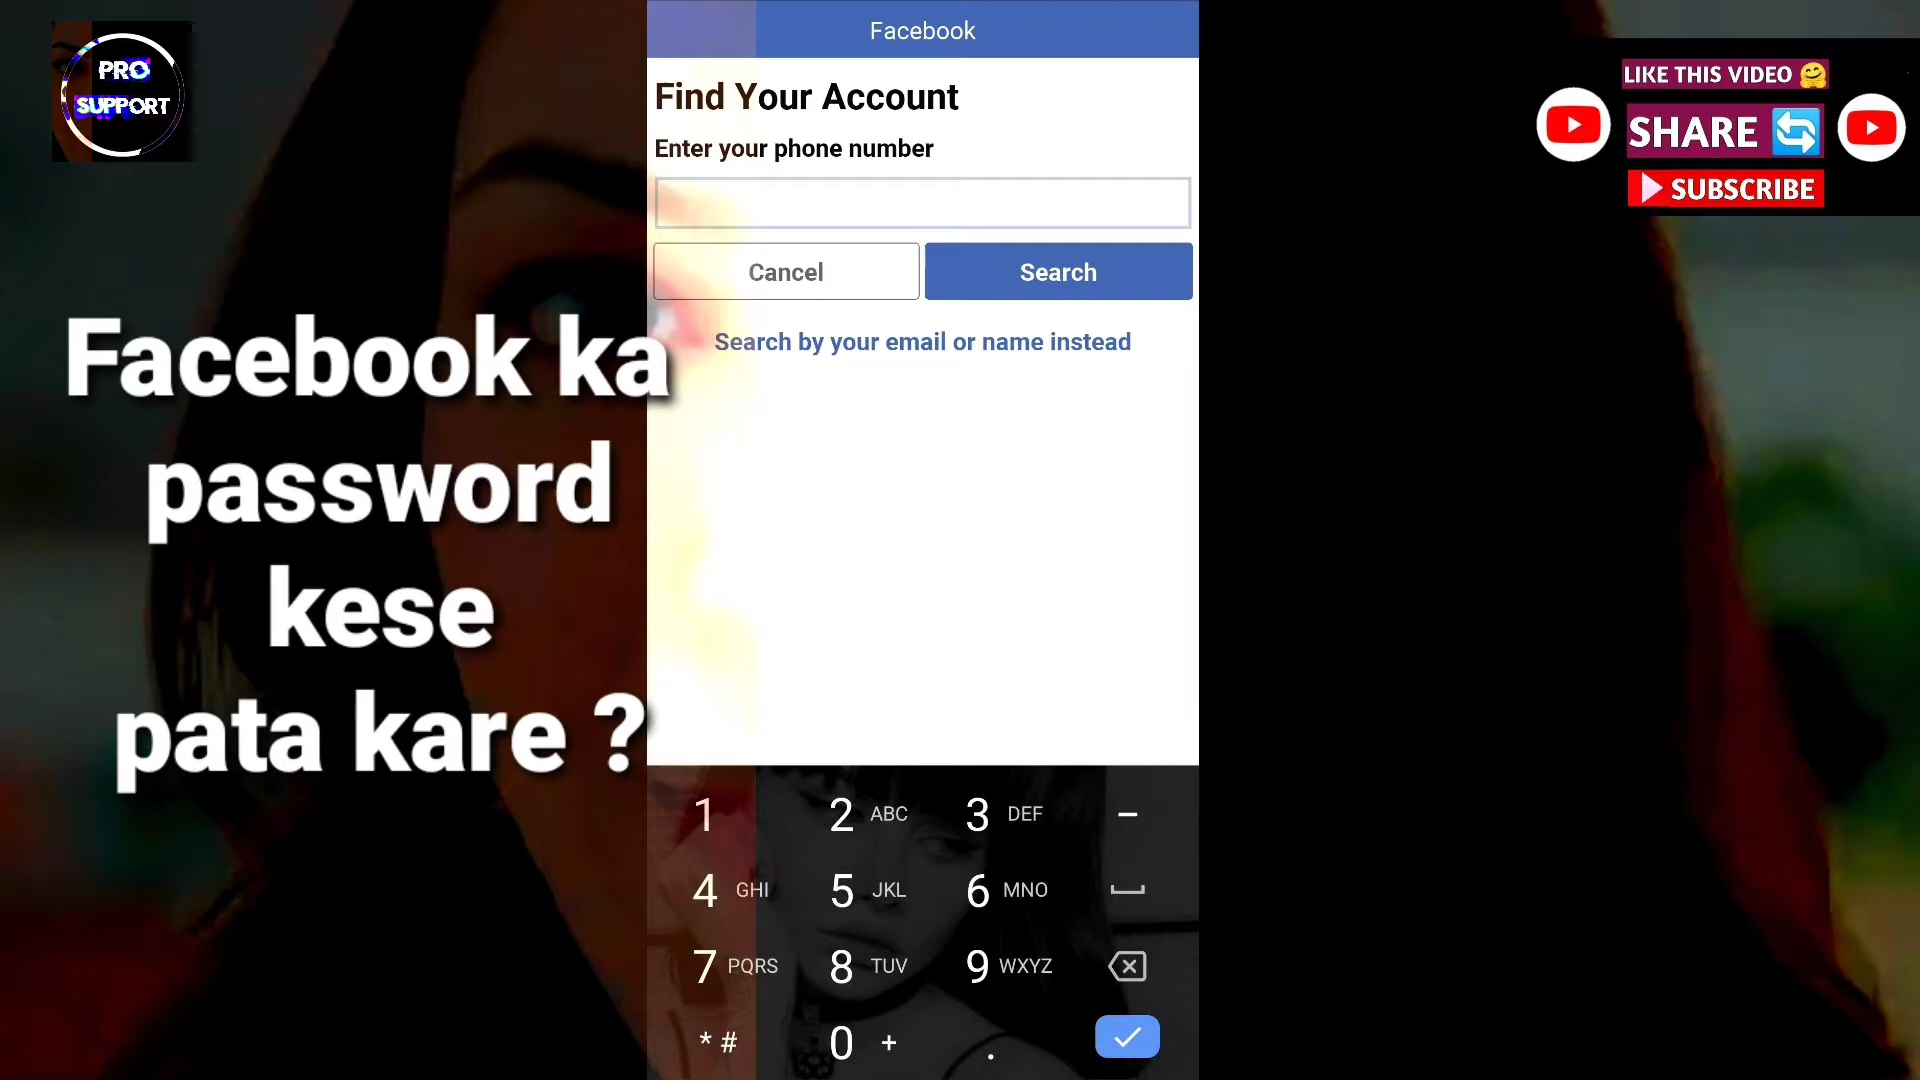 PRO
SUPPORT
Facebook ka
password
kese
pata kare ?
Facebook
Find Your Account
Enter your phone number
Cancel
Search
Search by your email or name instead
1 2 ABC 3 DEF –
4 GHI 5 JKL 6 MNO
7 PQRS 8 TUV 9 WXYZ
* # 0 + .
LIKE THIS VIDEO 🤗
SHARE 🔄
SUBSCRIBE